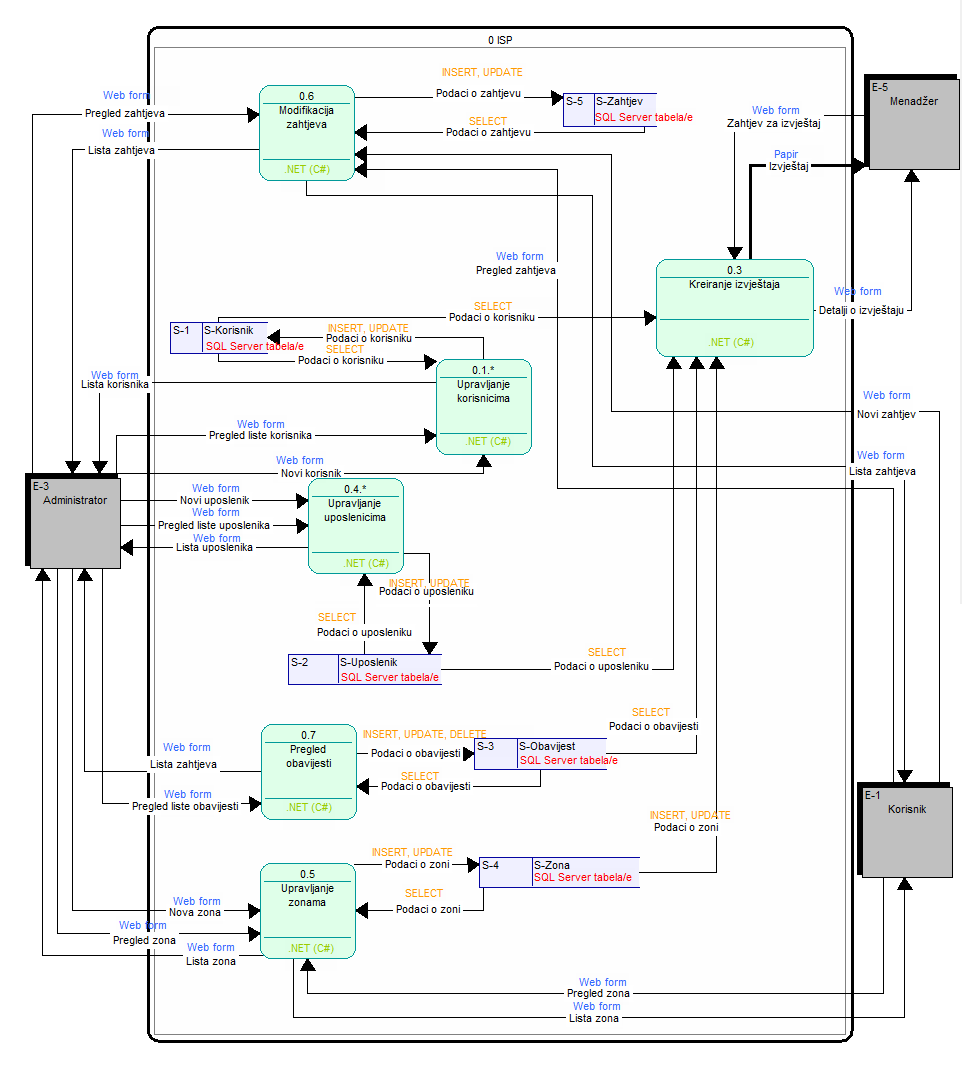 0 ISP
INSERT, UPDATE
Podaci o zahtjevu
Web form
Pregled zahtjeva
Web form
Lista zahtjeva
0.6
Modifikacija
zahtjeva
.NET (C#)
SELECT
Podaci o zahtjevu
S-5
S-Zahtjev
SQL Server tabela/e
E-5
Menadžer
Web form
Zahtjev za izvještaj
Papir
Izvještaj
Web form
Pregled zahtjeva
0.3
Kreiranje izvještaja
.NET (C#)
Web form
Detalji o izvještaju
SELECT
Podaci o korisniku
S-1
S-Korisnik
SQL Server tabela/e
INSERT, UPDATE
Podaci o korisniku
SELECT
Podaci o korisniku
Web form
Lista korisnika
0.1.*
Upravljanje
korisnicima
.NET (C#)
Web form
Novi zahtjev
Web form
Pregled liste korisnika
Web form
Novi korisnik
Web form
Lista zahtjeva
E-3
Administrator
Web form
Novi uposlenik
Web form
Pregled liste uposlenika
Web form
Lista uposlenika
0.4.*
Upravljanje
uposlenicima
.NET (C#)
INSERT, UPDATE
Podaci o uposleniku
SELECT
Podaci o uposleniku
S-2
S-Uposlenik
SQL Server tabela/e
SELECT
Podaci o uposleniku
SELECT
Podaci o obavijesti
0.7
Pregled
obavijesti
.NET (C#)
INSERT, UPDATE, DELETE
Podaci o obavijesti
SELECT
Podaci o obavijesti
S-3
S-Obavijest
SQL Server tabela/e
Web form
Lista zahtjeva
Web form
Pregled liste obavijesti
E-1
Korisnik
INSERT, UPDATE
Podaci o zoni
INSERT, UPDATE
Podaci o zoni
S-4
S-Zona
SQL Server tabela/e
0.5
Upravljanje
zonama
.NET (C#)
SELECT
Podaci o zoni
Web form
Nova zona
Web form
Pregled zona
Web form
Lista zona
Web form
Pregled zona
Web form
Lista zona